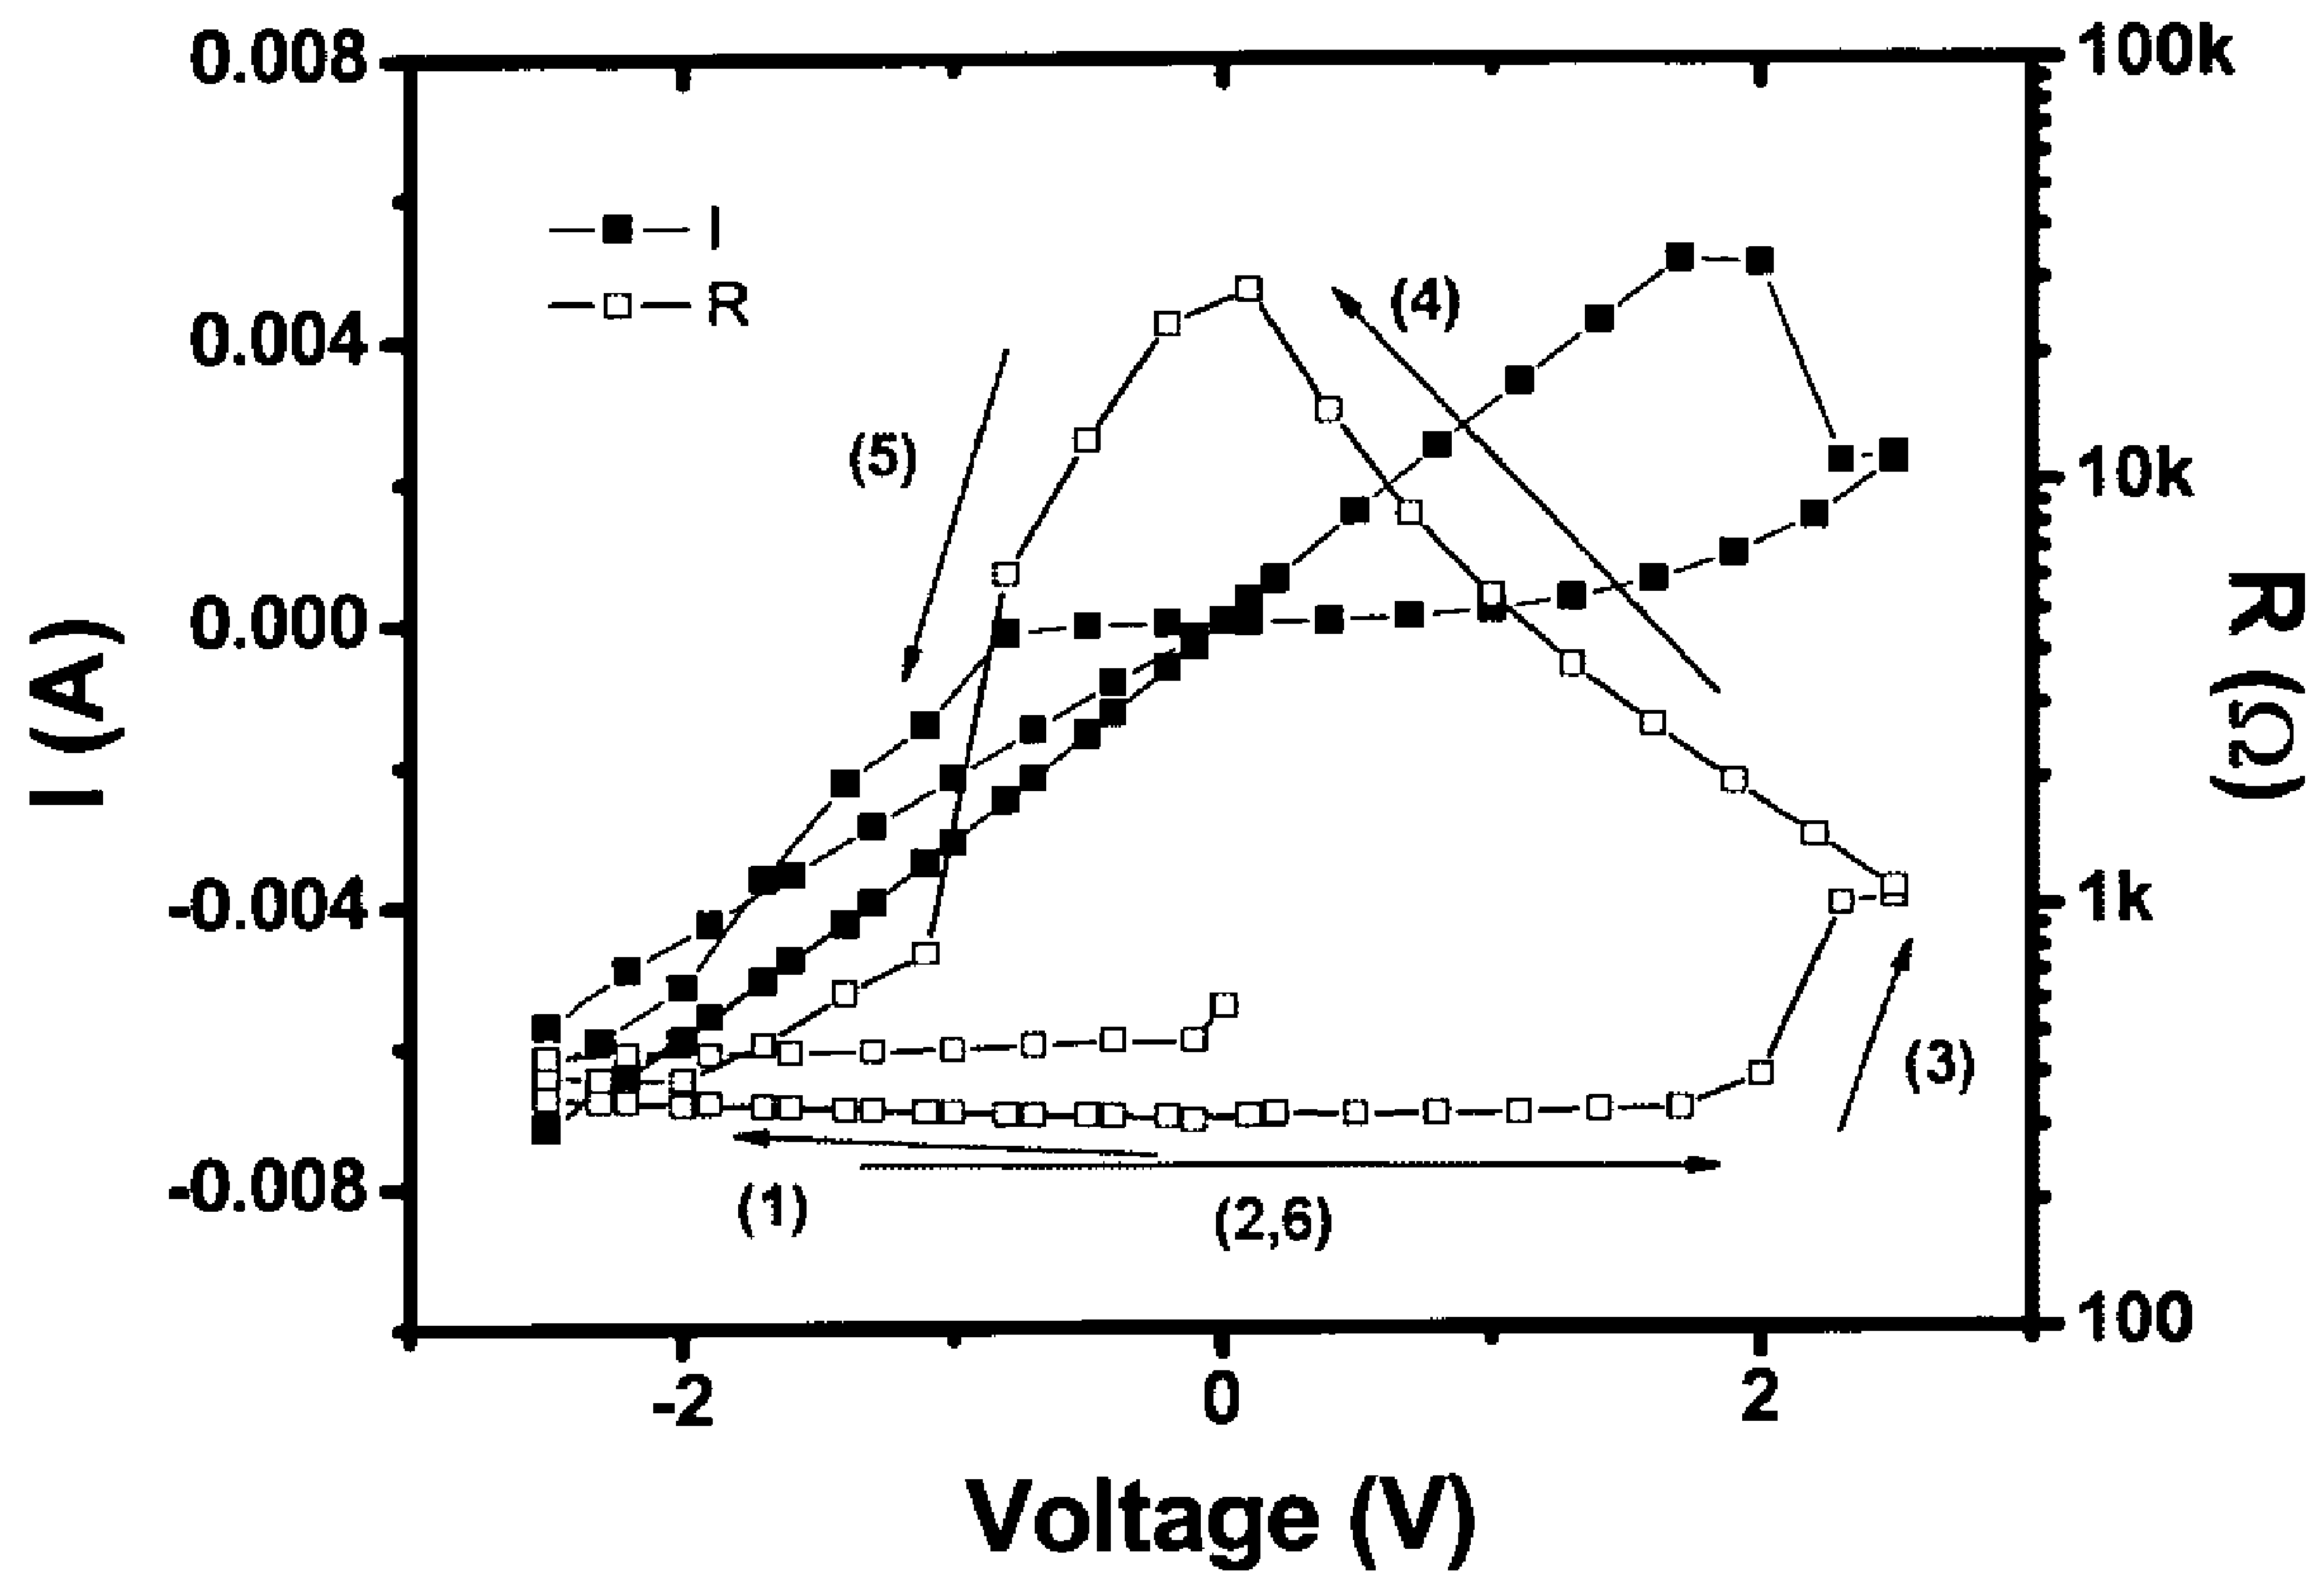 0.008
0.004
0.000
-0.004
-0.008
I (A)
I
R
(4)
(5)
(3)
(1)
(2,6)
100k
10k
1k
100
R (Ω)
-2
0
2
Voltage (V)